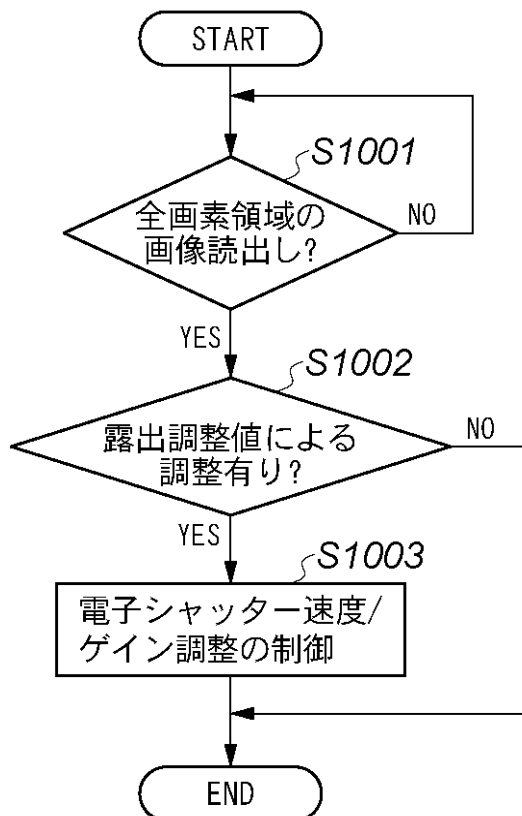 START
S1001
全画素領域の
画像読出し?
NO
YES
S1002
露出調整値による
調整有り?
NO
YES
S1003
電子シャッター速度/
ゲイン調整の制御
END